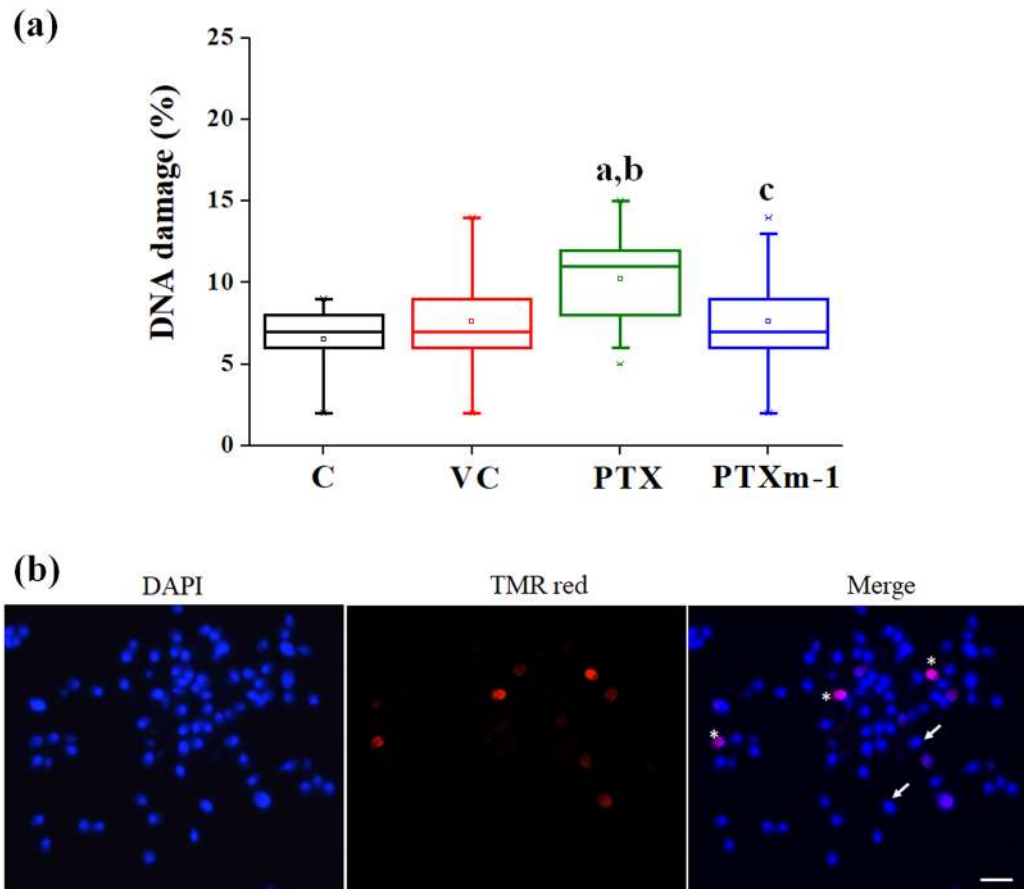 (a)
DNA damage (%)
25
20
15
10
5
0
a,b
c
C VC PTX PTXm-1
(b)
DAPI TMR red Merge
*
*
*